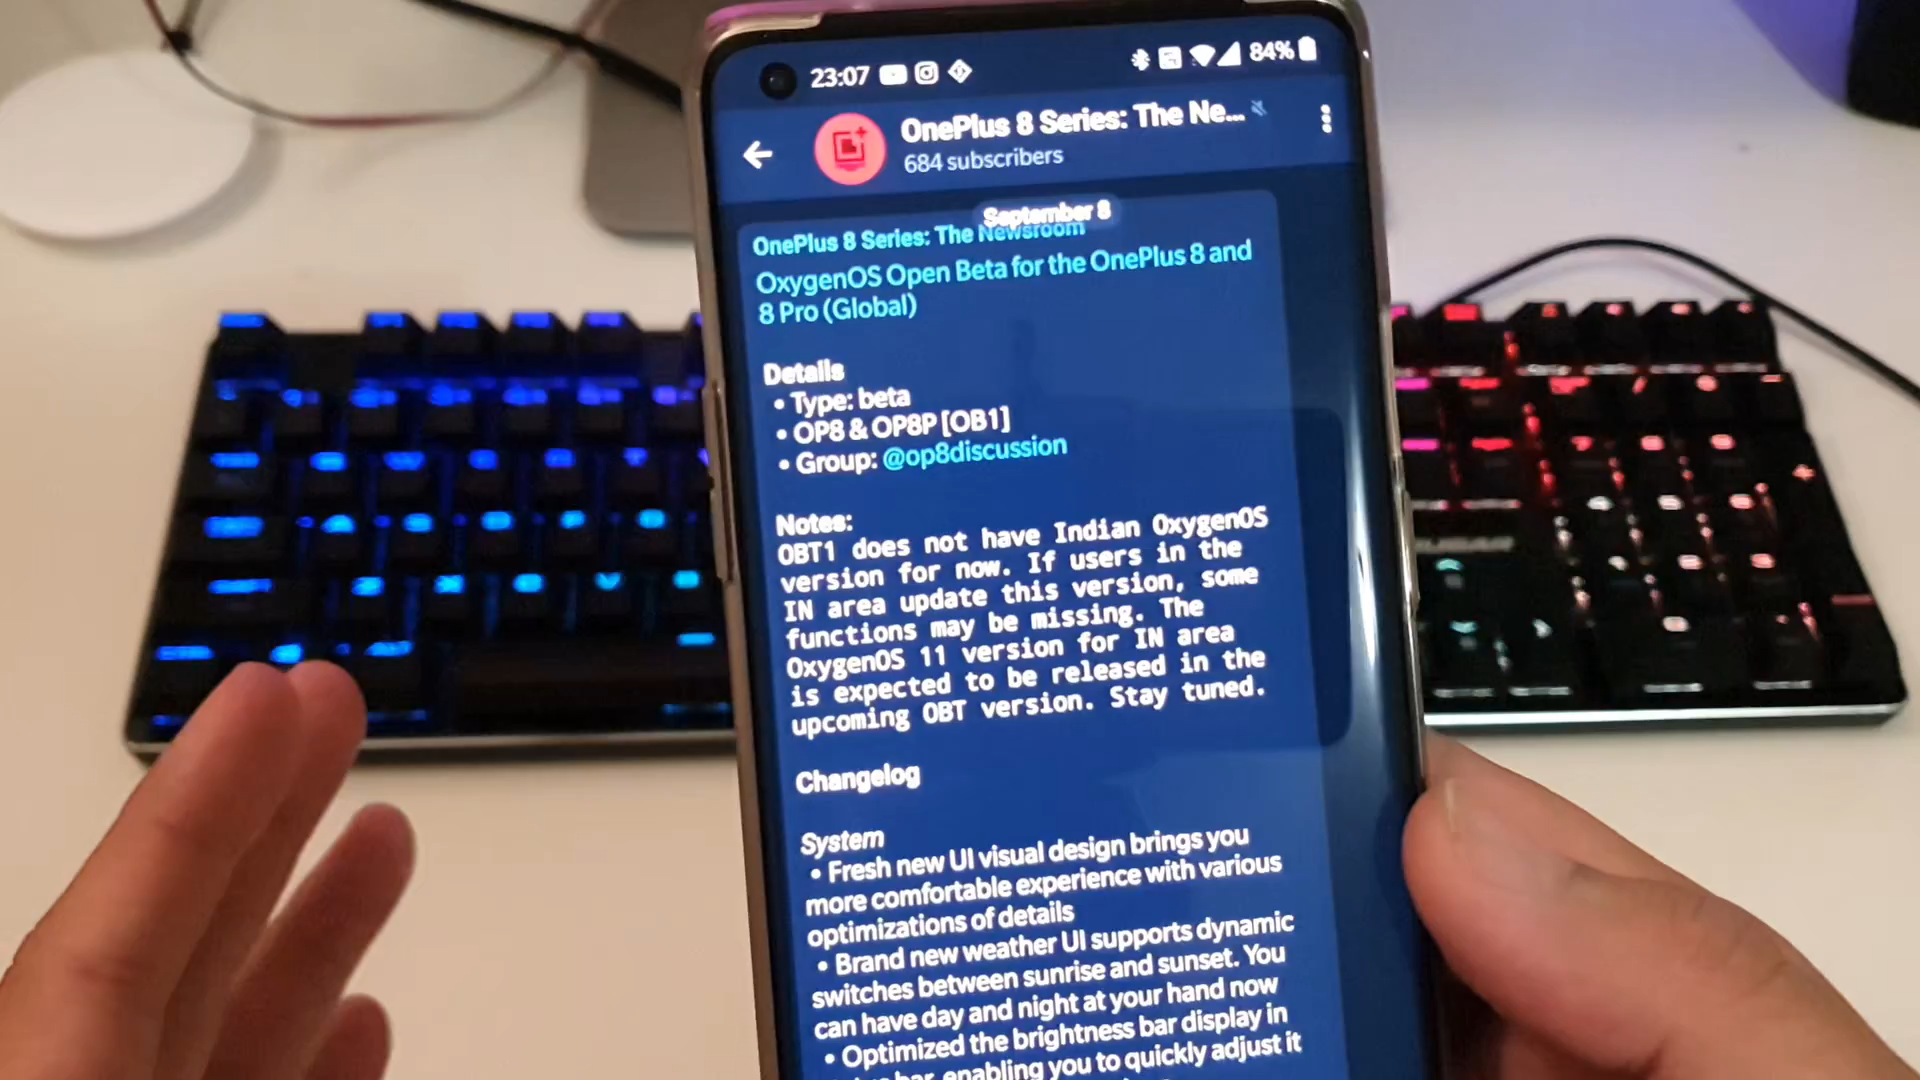 23:07
84%
OnePlus 8 Series: The Ne...
684 subscribers
September 8
OnePlus 8 Series: The Newsroom
OxygenOS Open Beta for the OnePlus 8 and
8 Pro (Global)
Details
• Type: beta
• OP8 & OP8P [OB1]
• Group: @op8discussion
Notes:
OBT1 does not have Indian OxygenOS
version for now. If users in the
IN area update this version, some
functions may be missing. The
OxygenOS 11 version for IN area
is expected to be released in the
upcoming OBT version. Stay tuned.
Changelog
System
• Fresh new UI visual design brings you
more comfortable experience with various
optimizations of details
• Brand new weather UI supports dynamic
switches between sunrise and sunset. You
can have day and night at your hand now
• Optimized the brightness bar display in
bar, enabling you to quickly adjust it